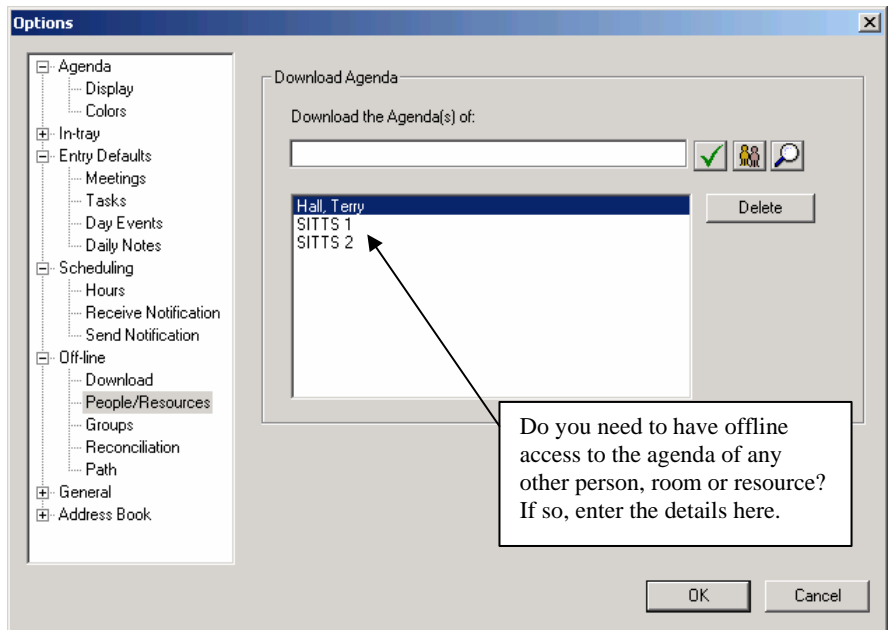 Options
Agenda
Display
Colors
In-tray
Entry Defaults
Meetings
Tasks
Day Events
Daily Notes
Scheduling
Hours
Receive Notification
Send Notification
Off-line
Download
People/Resources
Groups
Reconciliation
Path
General
Address Book
Download Agenda
Download the Agenda(s) of:
Hall, Terry
SITTS 1
SITTS 2
Delete
Do you need to have offline
access to the agenda of any
other person, room or resource?
If so, enter the details here.
OK
Cancel